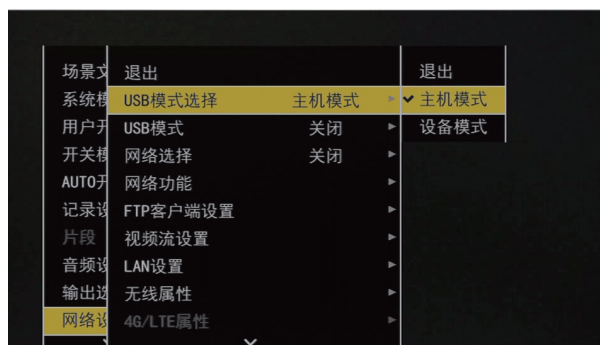 场景文
系统模
用户开
开关模
AUTO开
记录设
片段
音频设
输出选
网络设
退出
USB模式选择 主机模式
USB模式 关闭
网络选择 关闭
网络功能
FTP客户端设置
视频流设置
LAN设置
无线属性
4G/LTE属性
退出
主机模式
设备模式